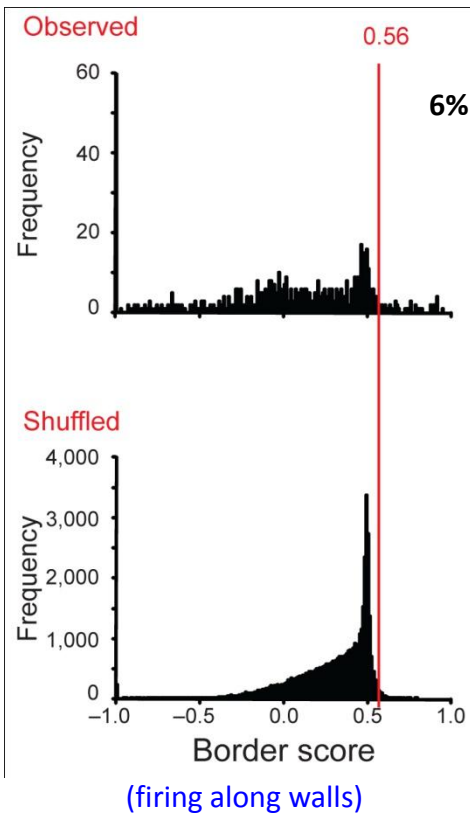 Observed
0.56
6%
Frequency
60
40
20
0
Shuffled
Frequency
4,000
3,000
2,000
1,000
0
–1.0 –0.5 0.0 0.5 1.0
Border score
(firing along walls)